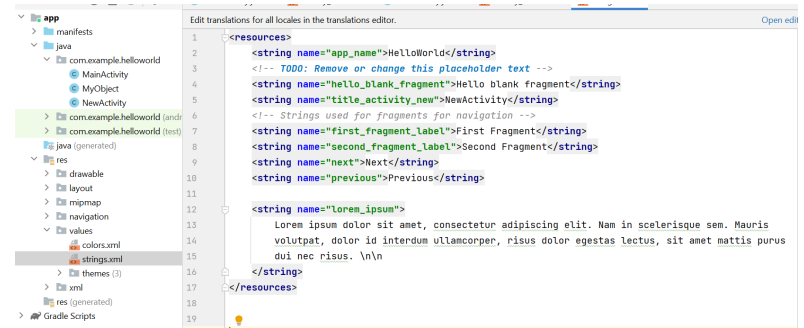 app
manifests
java
com.example.helloworld
MainActivity
MyObject
NewActivity
com.example.helloworld (andr
com.example.helloworld (test)
java (generated)
res
drawable
layout
mipmap
navigation
values
colors.xml
strings.xml
themes (3)
xml
res (generated)
Gradle Scripts
Edit translations for all locales in the translations editor. Open edit
1 <resources>
2 <string name="app_name">HelloWorld</string>
3 <!-- TODO: Remove or change this placeholder text -->
4 <string name="hello_blank_fragment">Hello blank fragment</string>
5 <string name="title_activity_new">NewActivity</string>
6 <!-- Strings used for fragments for navigation -->
7 <string name="first_fragment_label">First Fragment</string>
8 <string name="second_fragment_label">Second Fragment</string>
9 <string name="next">Next</string>
10 <string name="previous">Previous</string>
11
12 <string name="lorem_ipsum">
13 Lorem ipsum dolor sit amet, consectetur adipiscing elit. Nam in scelerisque sem. Mauris
14 volutpat, dolor id interdum ullamcorper, risus dolor egestas lectus, sit amet mattis purus
15 dui nec risus. \n\n
16 </string>
17 </resources>
18
19